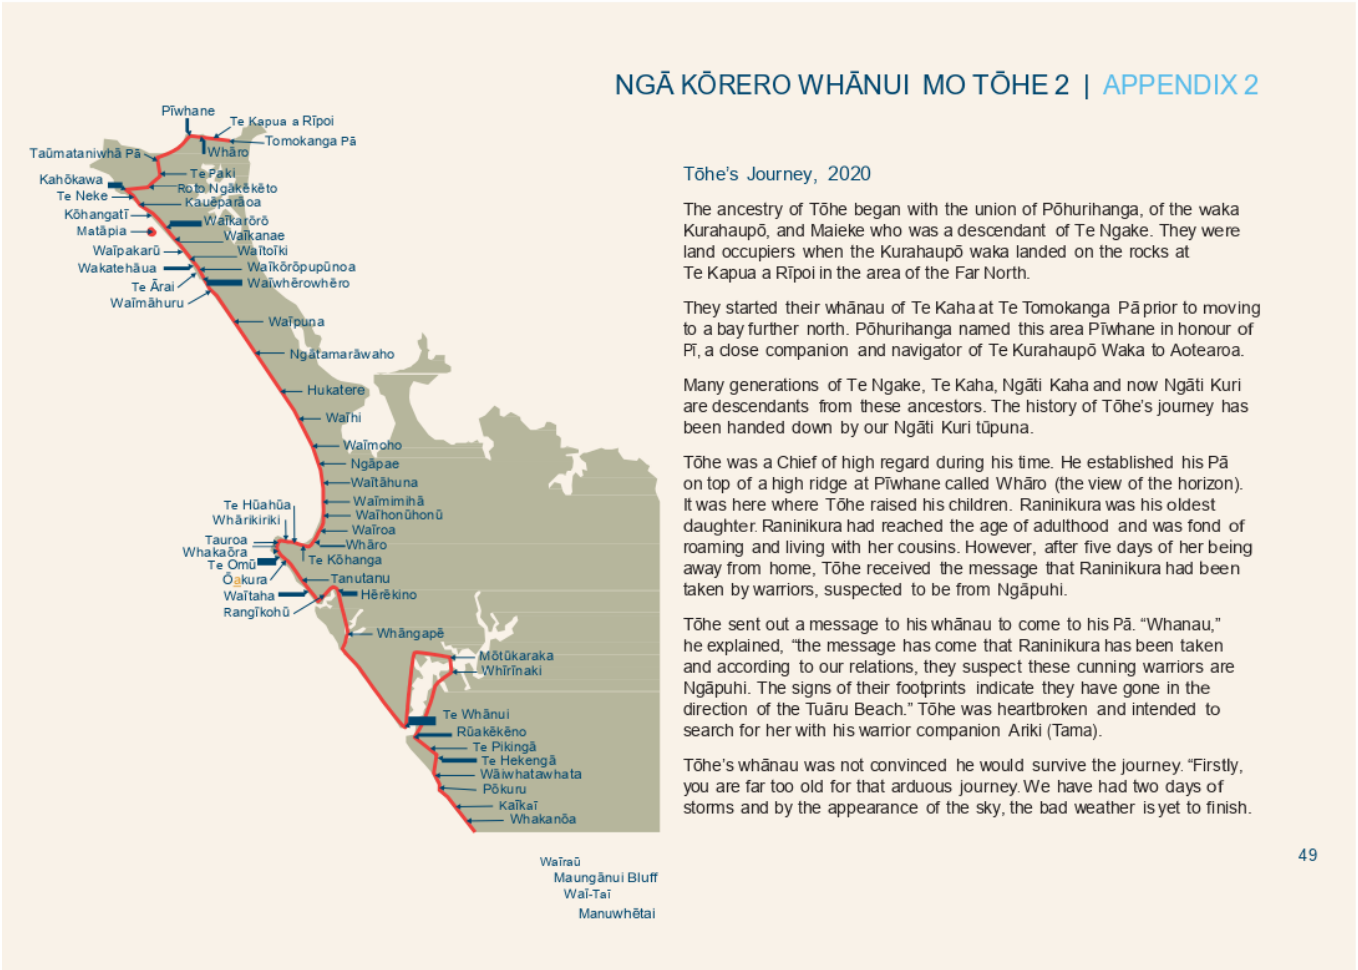 NGĀ KŌRERO WHĀNUI MO TŌHE 2 | APPENDIX 2
Pīwhane
Te Kapua a Rīpoi
Tomokanga Pā
Whāro
Taūmataniwhā Pā
Te Paki
Kahōkawa
Roto Ngākēkēto
Te Neke
Kauēparāoa
Kōhangatī
Waīkarōrō
Matāpia
Waīkanae
Waīpakarū
Waītoīki
Wakatehāua
Waīkōrōpupūnoa
Te Ārai
Waīwhērowhēro
Waīmāhuru
Waīpuna
Ngātamarāwaho
Hukatere
Waīhi
Waīmoho
Ngāpae
Waītāhuna
Waīmimihā
Te Hūahūa
Waīhonūhonū
Whārikiriki
Waīroa
Tauroa
Whāro
Whakaōra
Te Kōhanga
Te Omū
Ōakura
Tanutanu
Waītaha
Hērēkino
Rangīkohū
Whāngapē
Mōtūkaraka
Whīrīnaki
Te Whānui
Rūakēkēno
Te Pikingā
Te Hekengā
Wāiwhatawhata
Pōkuru
Kaīkaī
Whakanōa
Waīraū
Maungānui Bluff
Waī-Taī
Manuwhētai
Tōhe's Journey, 2020
The ancestry of Tōhe began with the union of Pōhurihanga, of the waka
Kurahaupō, and Maieke who was a descendant of Te Ngake. They were
land occupiers when the Kurahaupō waka landed on the rocks at
Te Kapua a Rīpoi in the area of the Far North.
They started their whānau of Te Kaha at Te Tomokanga Pā prior to moving
to a bay further north. Pōhurihanga named this area Pīwhane in honour of
Pī, a close companion and navigator of Te Kurahaupō Waka to Aotearoa.
Many generations of Te Ngake, Te Kaha, Ngāti Kaha and now Ngāti Kuri
are descendants from these ancestors. The history of Tōhe's journey has
been handed down by our Ngāti Kuri tūpuna.
Tōhe was a Chief of high regard during his time. He established his Pā
on top of a high ridge at Pīwhane called Whāro (the view of the horizon).
It was here where Tōhe raised his children. Raninikura was his oldest
daughter. Raninikura had reached the age of adulthood and was fond of
roaming and living with her cousins. However, after five days of her being
away from home, Tōhe received the message that Raninikura had been
taken by warriors, suspected to be from Ngāpuhi.
Tōhe sent out a message to his whānau to come to his Pā. “Whanau,”
he explained, “the message has come that Raninikura has been taken
and according to our relations, they suspect these cunning warriors are
Ngāpuhi. The signs of their footprints indicate they have gone in the
direction of the Tuāru Beach.” Tōhe was heartbroken and intended to
search for her with his warrior companion Ariki (Tama).
Tōhe's whānau was not convinced he would survive the journey. “Firstly,
you are far too old for that arduous journey. We have had two days of
storms and by the appearance of the sky, the bad weather is yet to finish.
49